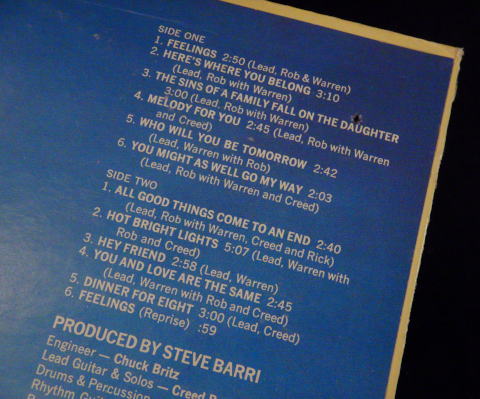 SIDE ONE
1. FEELINGS 2:50 (Lead, Rob & Warren)
2. HERE'S WHERE YOU BELONG 3:10
(Lead, Rob with Warren)
3. THE SINS OF A FAMILY FALL ON THE DAUGHTER
3:00 (Lead, Rob with Warren)
4. MELODY FOR YOU 2:45 (Lead, Rob with Warren
and Creed)
5. WHO WILL YOU BE TOMORROW 2:42
(Lead, Warren with Rob)
6. YOU MIGHT AS WELL GO MY WAY 2:03
(Lead, Rob with Warren and Creed)
SIDE TWO
1. ALL GOOD THINGS COME TO AN END 2:40
(Lead, Rob with Warren, Creed and Rick)
2. HOT BRIGHT LIGHTS 5:07 (Lead, Warren with
Rob and Creed)
3. HEY FRIEND 2:58 (Lead, Warren)
4. YOU AND LOVE ARE THE SAME 2:45
(Lead, Warren with Rob and Creed)
5. DINNER FOR EIGHT 3:00 (Lead, Creed)
6. FEELINGS (Reprise) :59
PRODUCED BY STEVE BARRI
Engineer — Chuck Britz
Lead Guitar & Solos — Creed
Drums & Percussion
Rhythm